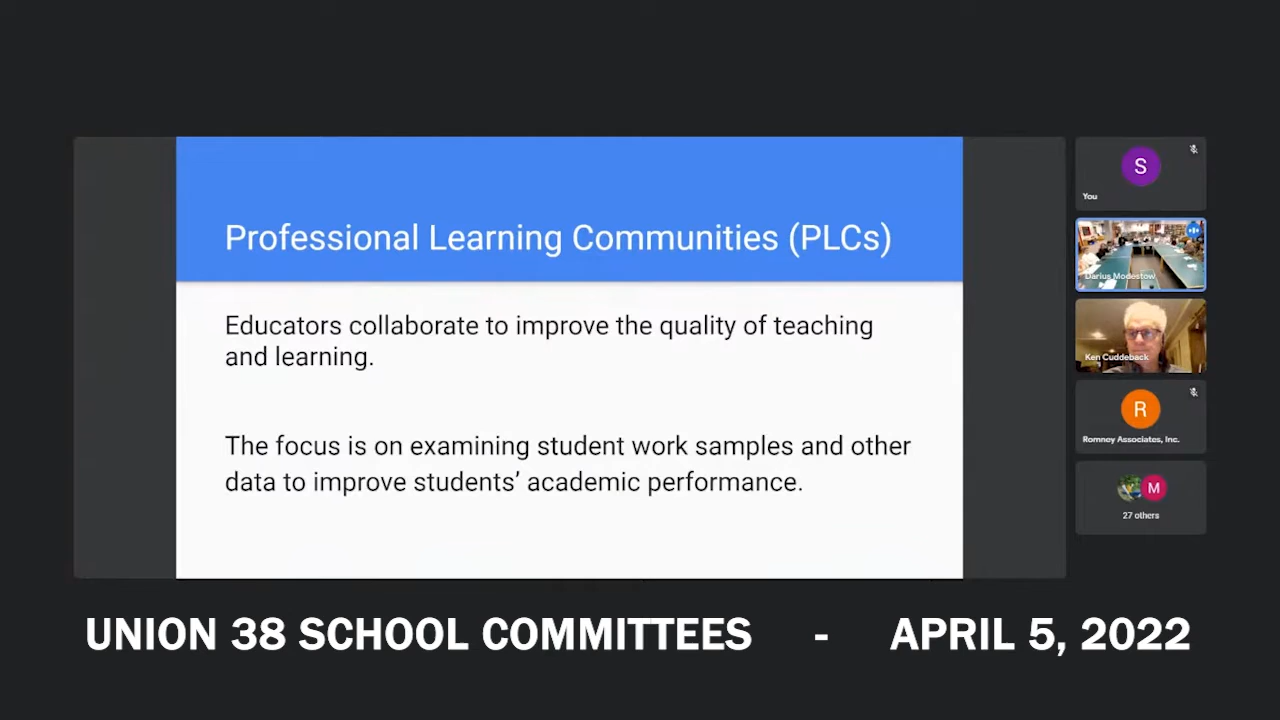 Professional Learning Communities (PLCs)
Educators collaborate to improve the quality of teaching
and learning.
The focus is on examining student work samples and other
data to improve students’ academic performance.
S
You
Darius Modestow
Ken Cuddeback
R
Romney Associates, Inc.
M
27 others
UNION 38 SCHOOL COMMITTEES - APRIL 5, 2022